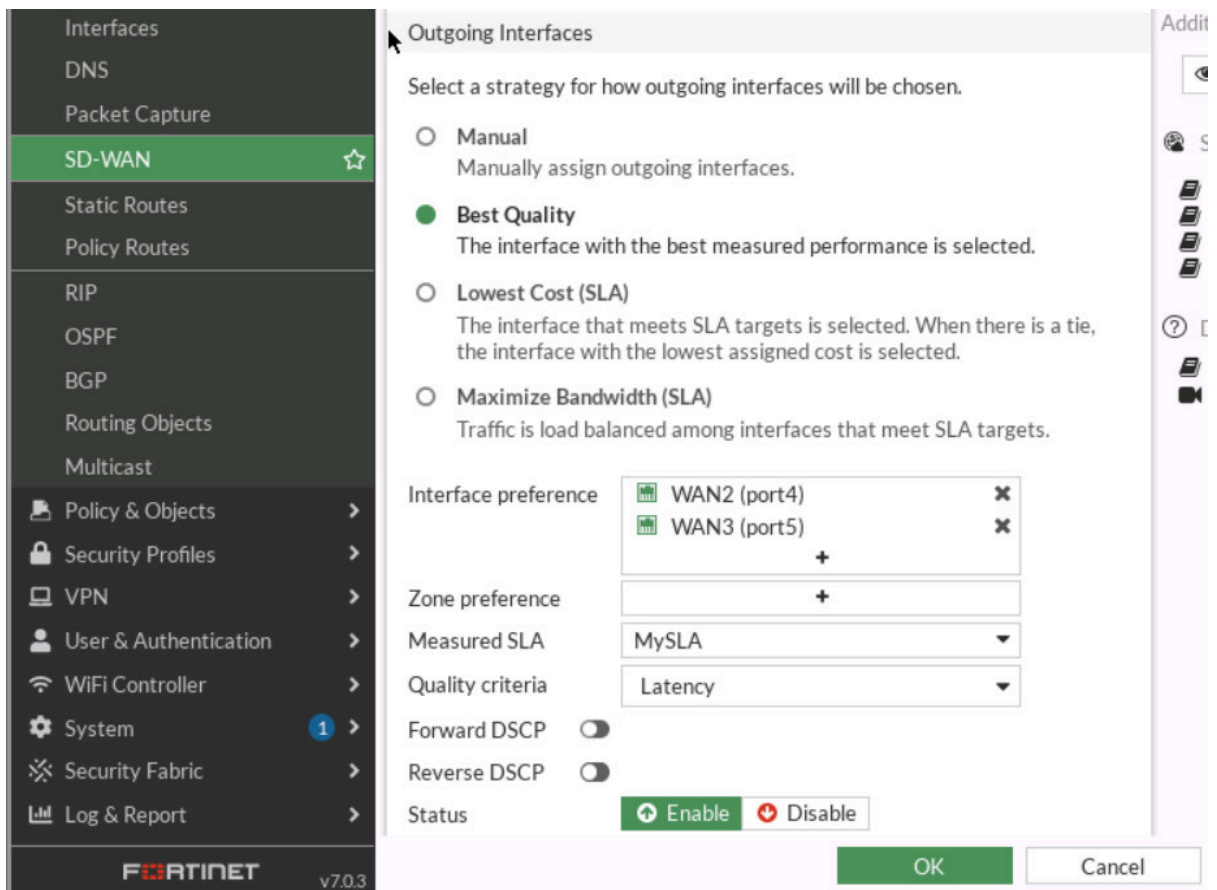 Interfaces
DNS
Packet Capture
SD-WAN
Static Routes
Policy Routes
RIP
OSPF
BGP
Routing Objects
Multicast
Policy & Objects
Security Profiles
VPN
User & Authentication
WiFi Controller
System 1
Security Fabric
Log & Report
FORTINET v7.0.3
Outgoing Interfaces
Select a strategy for how outgoing interfaces will be chosen.
Manual
Manually assign outgoing interfaces.
Best Quality
The interface with the best measured performance is selected.
Lowest Cost (SLA)
The interface that meets SLA targets is selected. When there is a tie,
the interface with the lowest assigned cost is selected.
Maximize Bandwidth (SLA)
Traffic is load balanced among interfaces that meet SLA targets.
Interface preference WAN2 (port4)
WAN3 (port5)
+
Zone preference +
Measured SLA MySLA
Quality criteria Latency
Forward DSCP
Reverse DSCP
Status Enable Disable
OK Cancel